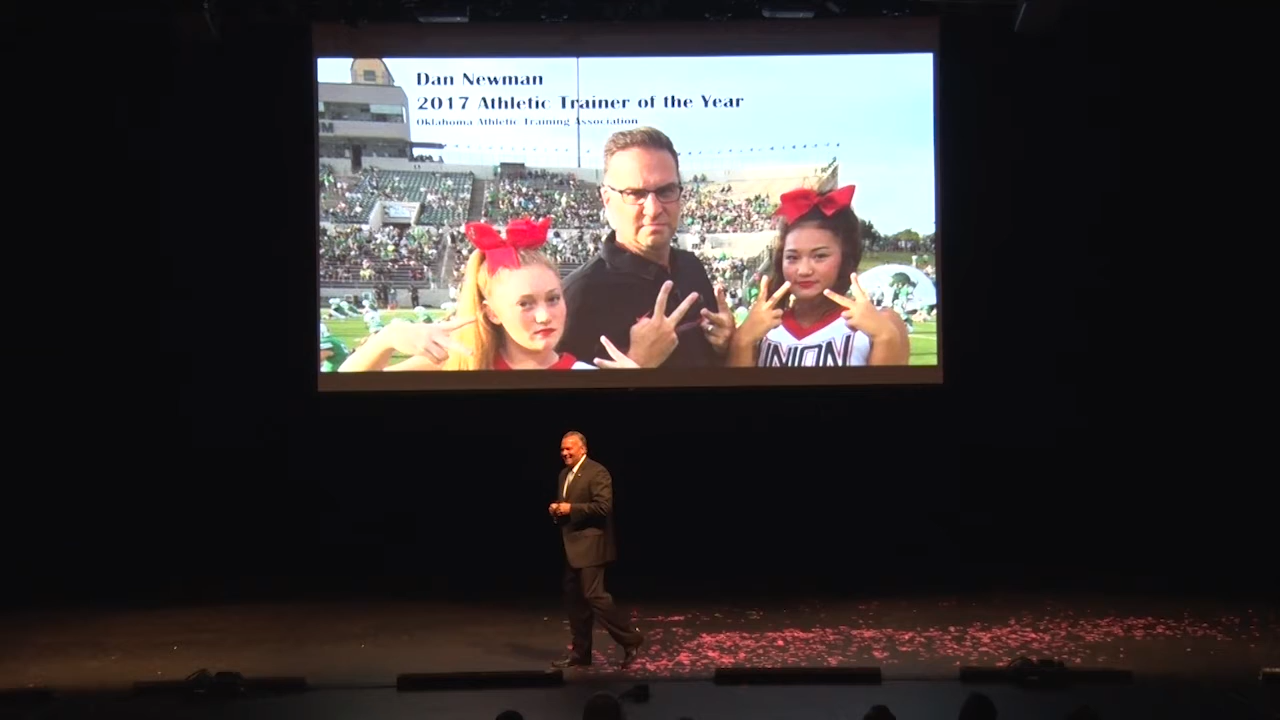 Dan Newman
2017 Athletic Trainer of the Year
Oklahoma Athletic Training Association
M
UNION